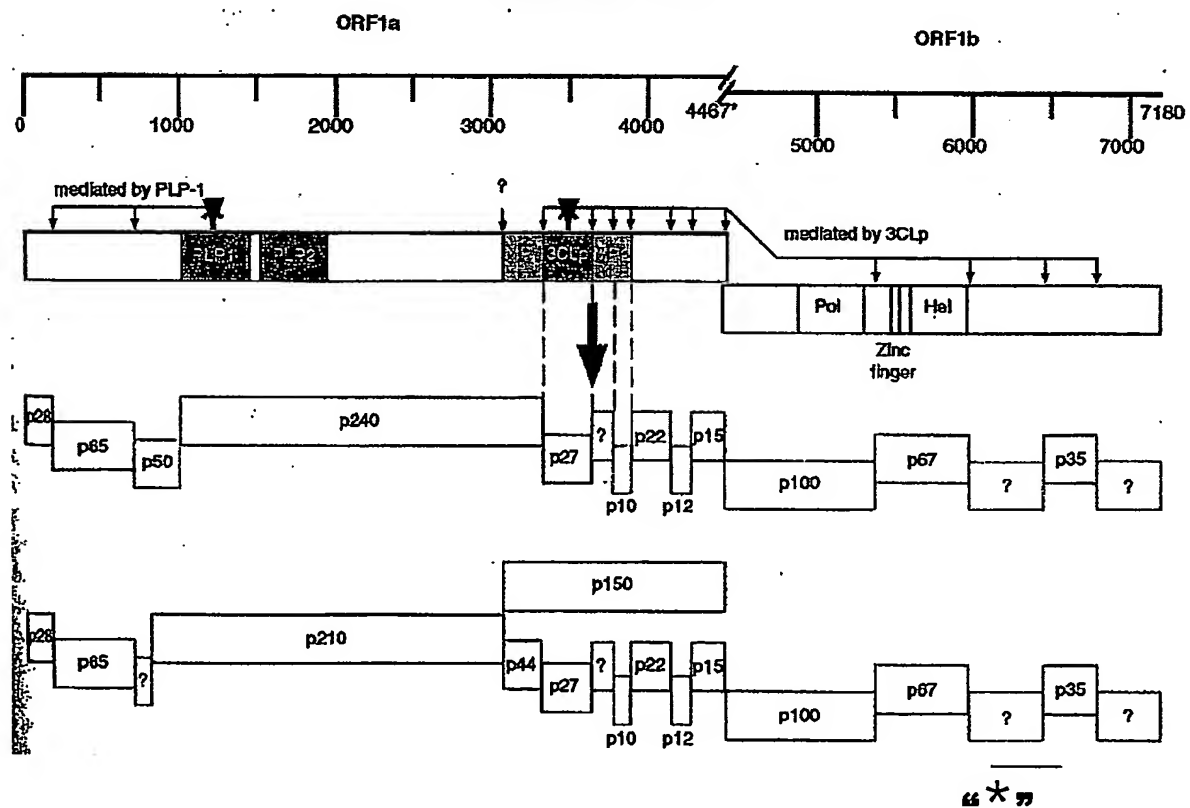 ORF1a
ORF1b
0 1000 2000 3000 4000 4467*
5000 6000 7000 7180
mediated by PLP-1
?
mediated by 3CLp
PLP1 PLP2 3CLp
Pol Hel
Zinc
finger
p28 p65 p50 p240 p27 ? p10 p22 p12 p15 p100 p67 ? p35 ?
p150
p28 p65 ? p210 p44 p27 ? p10 p22 p12 p15 p100 p67 ? p35 ?
“*”